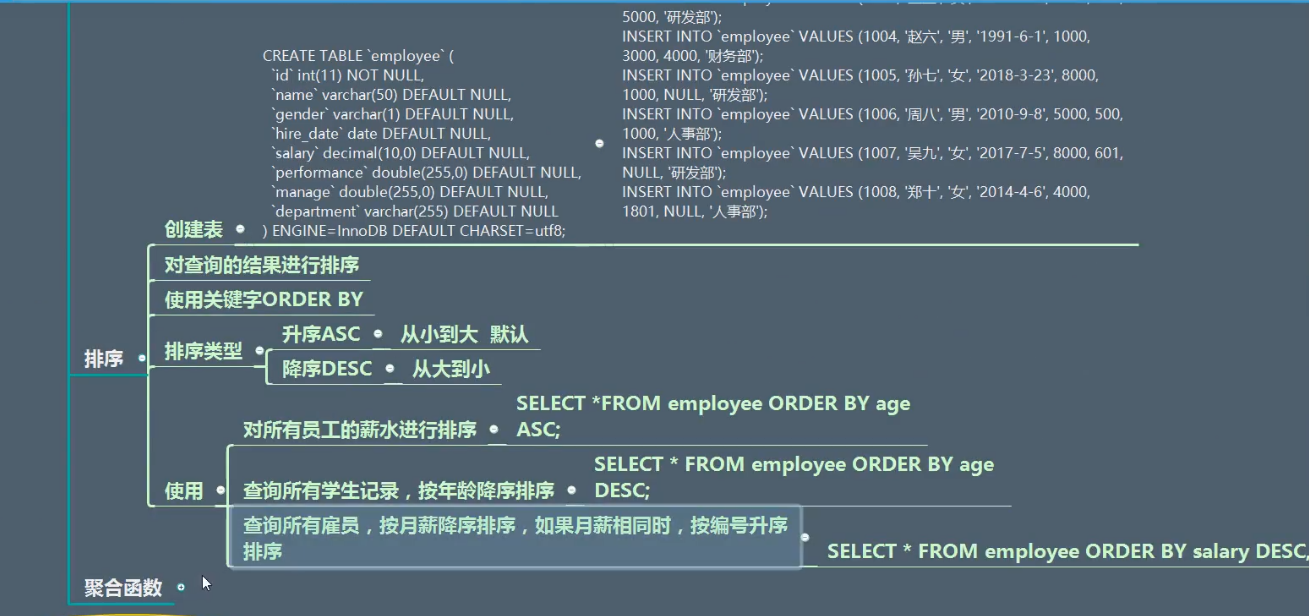 5000, '研发部');
INSERT INTO `employee` VALUES (1004, '赵六', '男', '1991-6-1', 1000,
3000, 4000, '财务部');
INSERT INTO `employee` VALUES (1005, '孙七', '女', '2018-3-23', 8000,
1000, NULL, '研发部');
INSERT INTO `employee` VALUES (1006, '周八', '男', '2010-9-8', 5000, 500,
1000, '人事部');
INSERT INTO `employee` VALUES (1007, '吴九', '女', '2017-7-5', 8000, 601,
NULL, '研发部');
INSERT INTO `employee` VALUES (1008, '郑十', '女', '2014-4-6', 4000,
1801, NULL, '人事部');
CREATE TABLE `employee` (
`id` int(11) NOT NULL,
`name` varchar(50) DEFAULT NULL,
`gender` varchar(1) DEFAULT NULL,
`hire_date` date DEFAULT NULL,
`salary` decimal(10,0) DEFAULT NULL,
`performance` double(255,0) DEFAULT NULL,
`manage` double(255,0) DEFAULT NULL,
`department` varchar(255) DEFAULT NULL
) ENGINE=InnoDB DEFAULT CHARSET=utf8;
创建表
对查询的结果进行排序
使用关键字ORDER BY
排序
排序类型
升序ASC
从小到大 默认
降序DESC
从大到小
使用
对所有员工的薪水进行排序
SELECT *FROM employee ORDER BY age
ASC;
查询所有学生记录，按年龄降序排序
SELECT * FROM employee ORDER BY age
DESC;
查询所有雇员，按月薪降序排序，如果月薪相同时，按编号升序
排序
SELECT * FROM employee ORDER BY salary DESC,
聚合函数